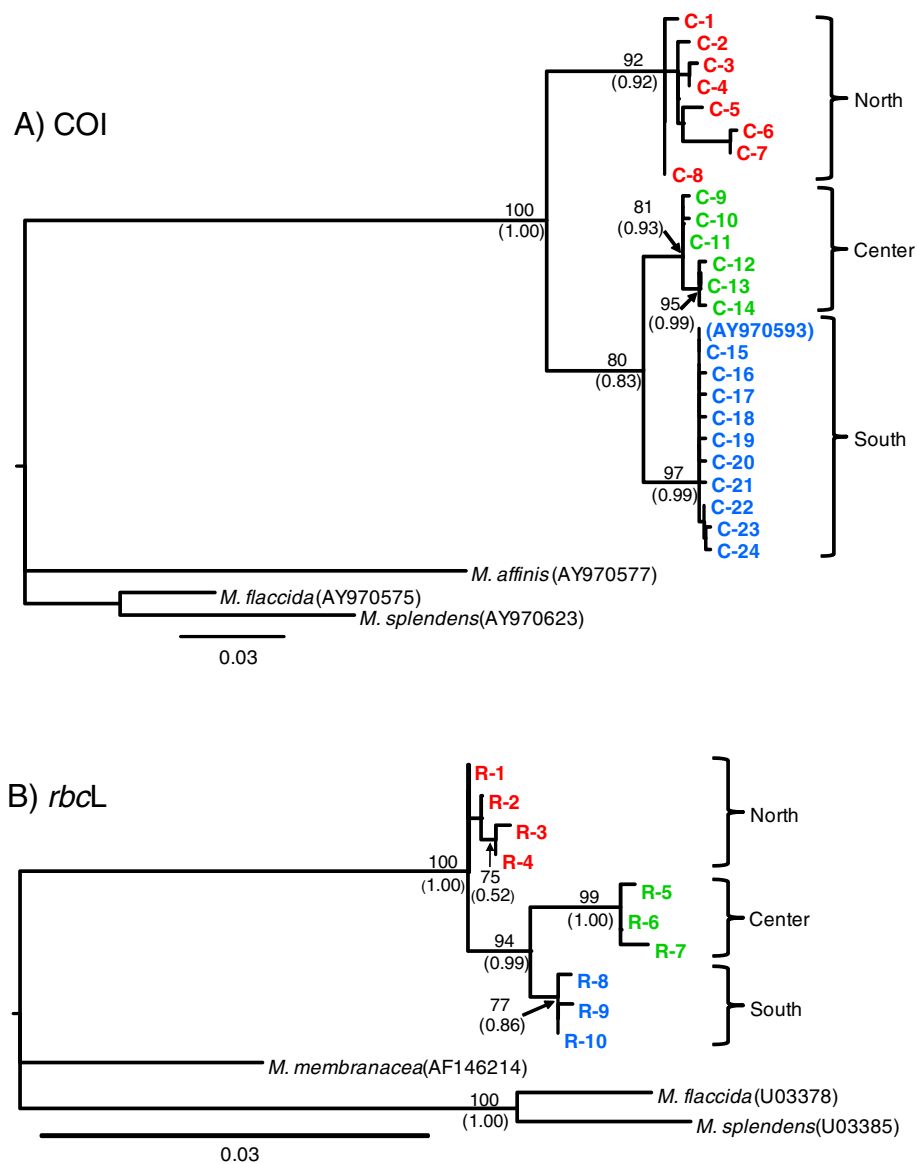 A) COI
C-1
C-2
C-3
C-4
C-5
C-6
C-7
C-8
92
(0.92)
North
C-9
C-10
C-11
C-12
C-13
C-14
81
(0.93)
95
(0.99)
Center
100
(1.00)
80
(0.83)
(AY970593)
C-15
C-16
C-17
C-18
C-19
C-20
C-21
C-22
C-23
C-24
97
(0.99)
South
M. affinis(AY970577)
M. flaccida(AY970575)
M. splendens(AY970623)
0.03
B) rbcL
R-1
R-2
R-3
R-4
North
100
(1.00)
75
(0.52)
R-5
R-6
R-7
99
(1.00)
Center
94
(0.99)
R-8
R-9
R-10
77
(0.86)
South
M. membranacea(AF146214)
M. flaccida(U03378)
100
(1.00)
M. splendens(U03385)
0.03